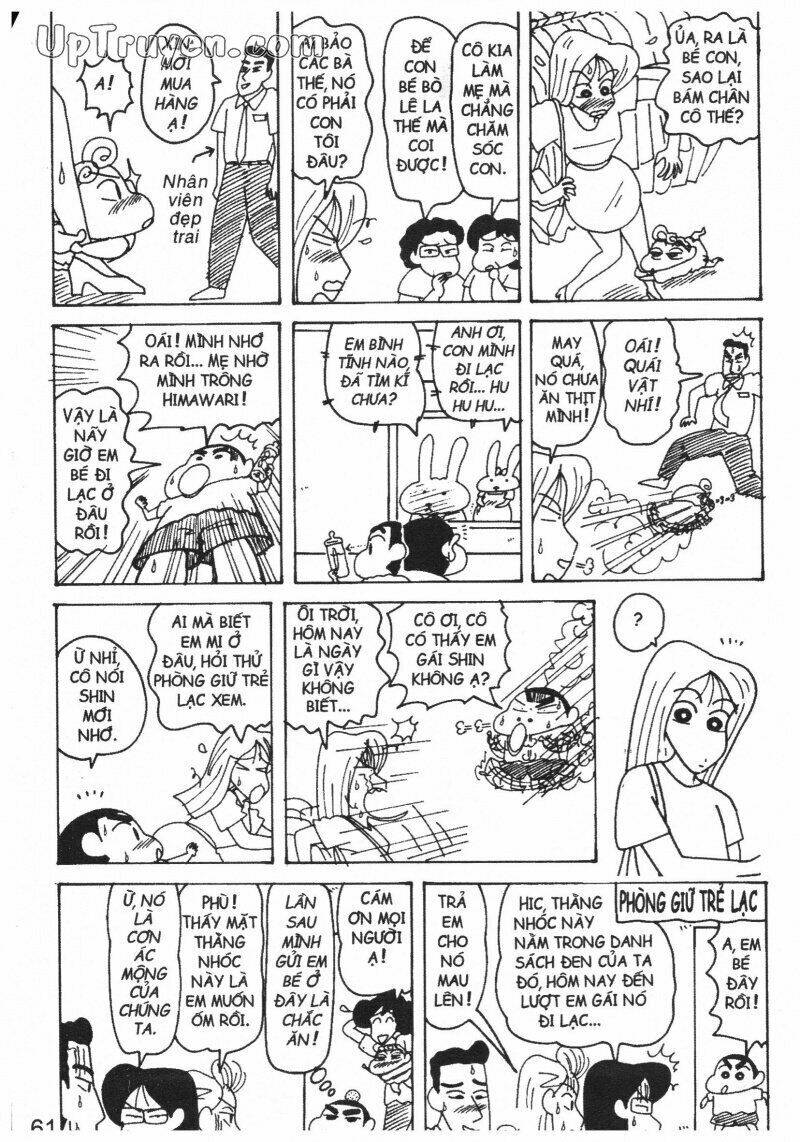 UpTruyen.com
ỦA, RA LÀ
BÉ CON,
SAO LẠI
BÁM CHÂN
CÔ THẾ?
CÔ KIA
LÀM
MẸ MÀ
CHẲNG
CHĂM
SÓC
CON.
ĐỂ
CON
BÉ BÒ
LÊ LA
THẾ MÀ
COI
ĐƯỢC!
AI BẢO
CÁC BÀ
THẾ, NÓ
CÓ PHẢI
CON
TÔI
ĐÂU?
XIN
MỜI
MUA
HÀNG
Ạ!
A!
Nhân
viên
đẹp
trai
OÁI!
QUÁI
VẬT
NHÍ!
MAY
QUÁ,
NÓ CHƯA
ĂN THỊT
MÌNH!
ANH ƠI,
CON MÌNH
ĐI LẠC
RỒI... HU
HU HU...
EM BÌNH
TĨNH NÀO,
ĐÃ TÌM KĨ
CHƯA?
OÁI! MÌNH NHỚ
RA RỒI... MẸ NHỜ
MÌNH TRÔNG
HIMAWARI!
VẬY LÀ
NÃY
GIỜ EM
BÉ ĐI
LẠC Ở
ĐÂU
RỒI!
?
CÔ ƠI, CÔ
CÓ THẤY EM
GÁI SHIN
KHÔNG Ạ?
ÔI TRỜI,
HÔM NAY
LÀ NGÀY
GÌ VẬY
KHÔNG
BIẾT...
AI MÀ BIẾT
EM MI Ở
ĐÂU, HỎI THỬ
PHÒNG GIỮ TRẺ
LẠC XEM.
Ừ NHỈ,
CÔ NÓI
SHIN
MỚI
NHỚ.
PHÒNG GIỮ TRẺ LẠC
A, EM
BÉ
ĐÂY
RỒI!
HIC, THẰNG
NHÓC NÀY
NẰM TRONG DANH
SÁCH ĐEN CỦA TA
ĐÓ, HÔM NAY ĐẾN
LƯỢT EM GÁI NÓ
ĐI LẠC...
TRẢ
EM
CHO
NÓ
MAU
LÊN!
CÁM
ƠN MỌI
NGƯỜI
Ạ!
LẦN
SAU
MÌNH
GỬI EM
BÉ Ở
ĐÂY LÀ
CHẮC
ĂN!
PHÙ!
THẤY MẶT
THẰNG
NHÓC
NÀY LÀ
EM MUỐN
ỐM RỒI.
Ừ, NÓ
LÀ
CƠN
ÁC
MỘNG
CỦA
CHÚNG
TA.
61